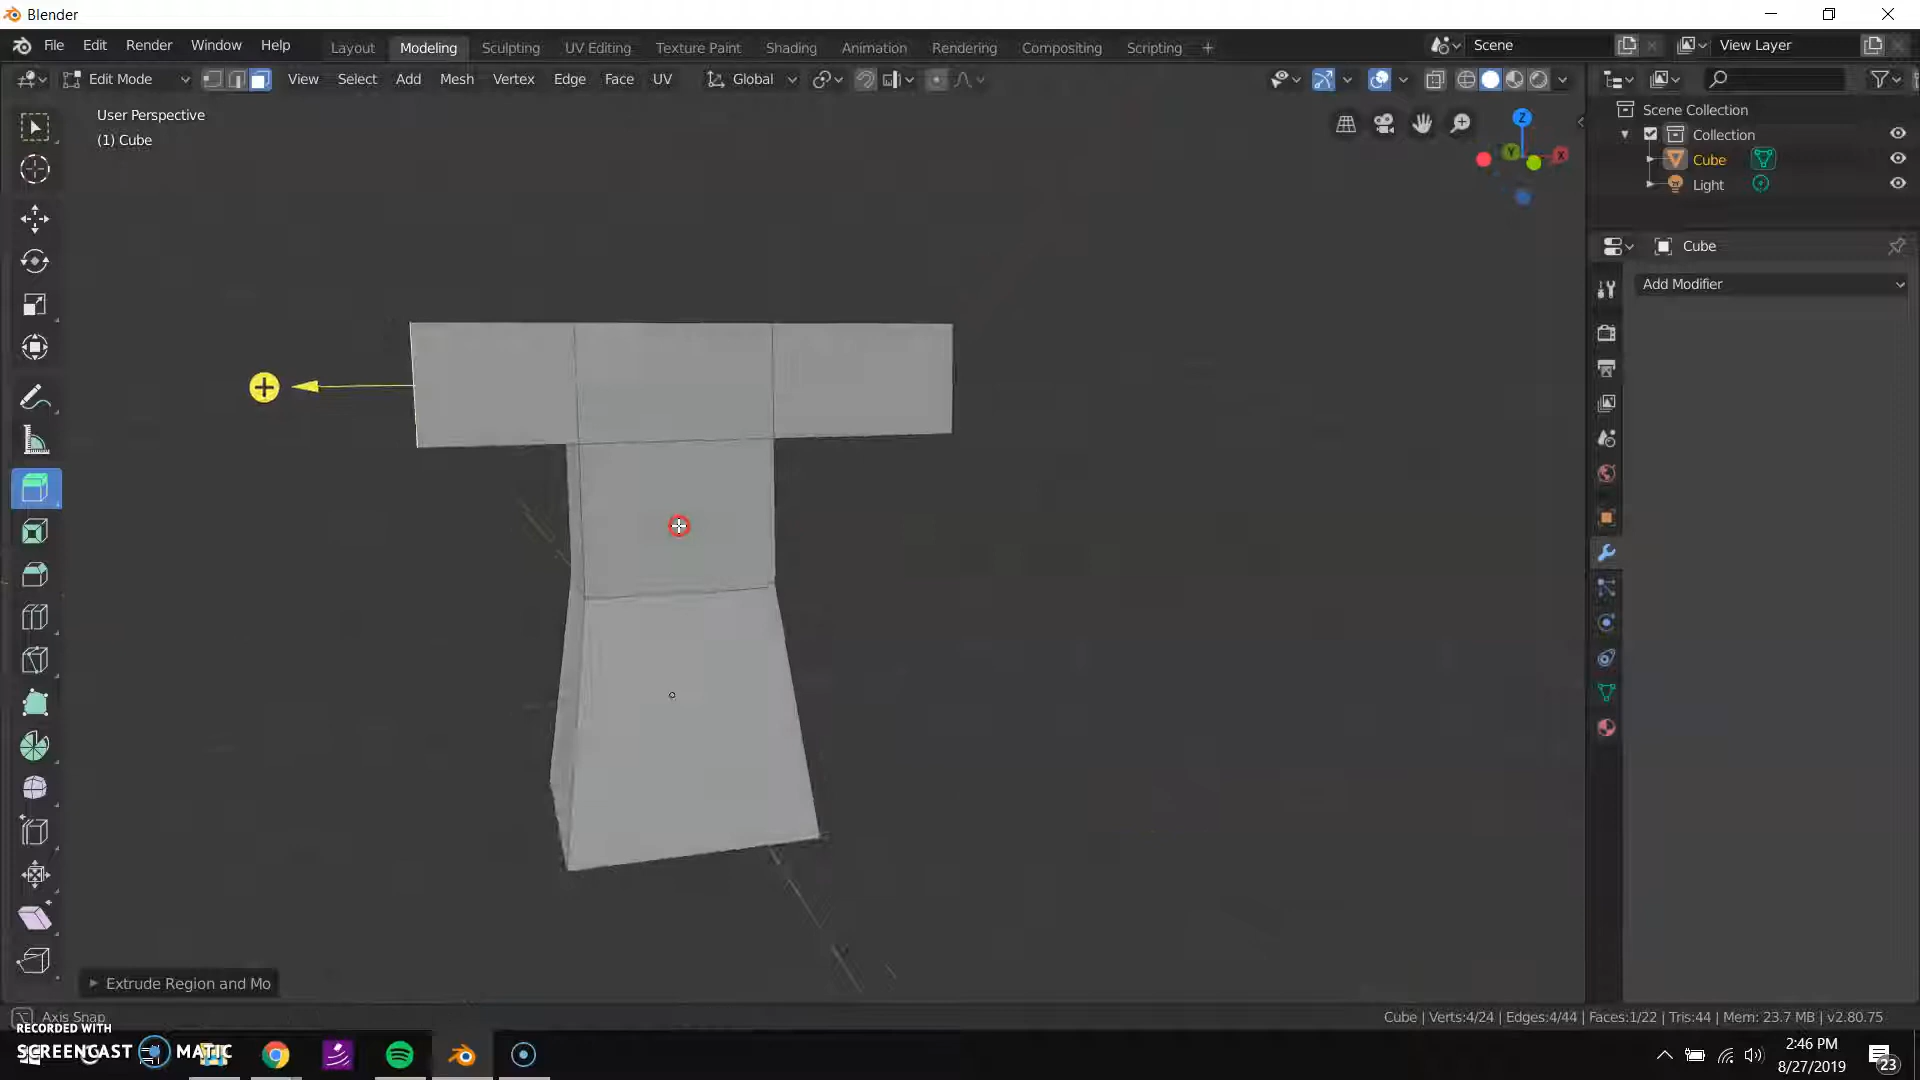 Blender
File Edit Render Window Help Layout Modeling Sculpting UV Editing Texture Paint Shading Animation Rendering Compositing Scripting + Scene View Layer
Edit Mode View Select Add Mesh Vertex Edge Face UV Global
User Perspective
(1) Cube
Z
Y
X
Scene Collection
Collection
Cube
Light
Cube
Add Modifier
Extrude Region and Mo
Axis Snap
Cube | Verts:4/24 | Edges:4/44 | Faces:1/22 | Tris:44 | Mem: 23.7 MB | v2.80.75
RECORDED WITH
SCREENCAST MATIC
2:46 PM
8/27/2019
23